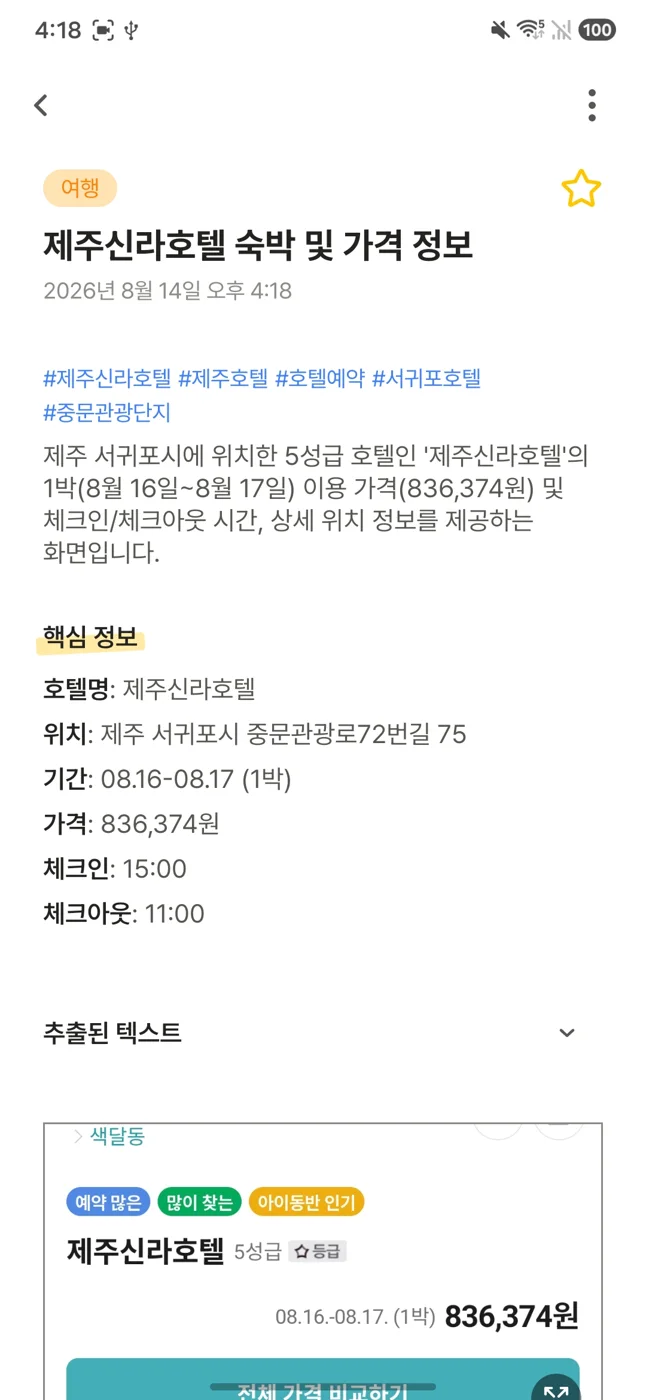 4:18
5
100
여행
제주신라호텔 숙박 및 가격 정보
2026년 8월 14일 오후 4:18
#제주신라호텔 #제주호텔 #호텔예약 #서귀포호텔
#중문관광단지
제주 서귀포시에 위치한 5성급 호텔인 '제주신라호텔'의
1박(8월 16일~8월 17일) 이용 가격(836,374원) 및
체크인/체크아웃 시간, 상세 위치 정보를 제공하는
화면입니다.
핵심 정보
호텔명: 제주신라호텔
위치: 제주 서귀포시 중문관광로72번길 75
기간: 08.16-08.17 (1박)
가격: 836,374원
체크인: 15:00
체크아웃: 11:00
추출된 텍스트
색달동
예약 많은 많이 찾는 아이동반 인기
제주신라호텔 5성급 등급
08.16.-08.17. (1박) 836,374원
전체 가격 비교하기